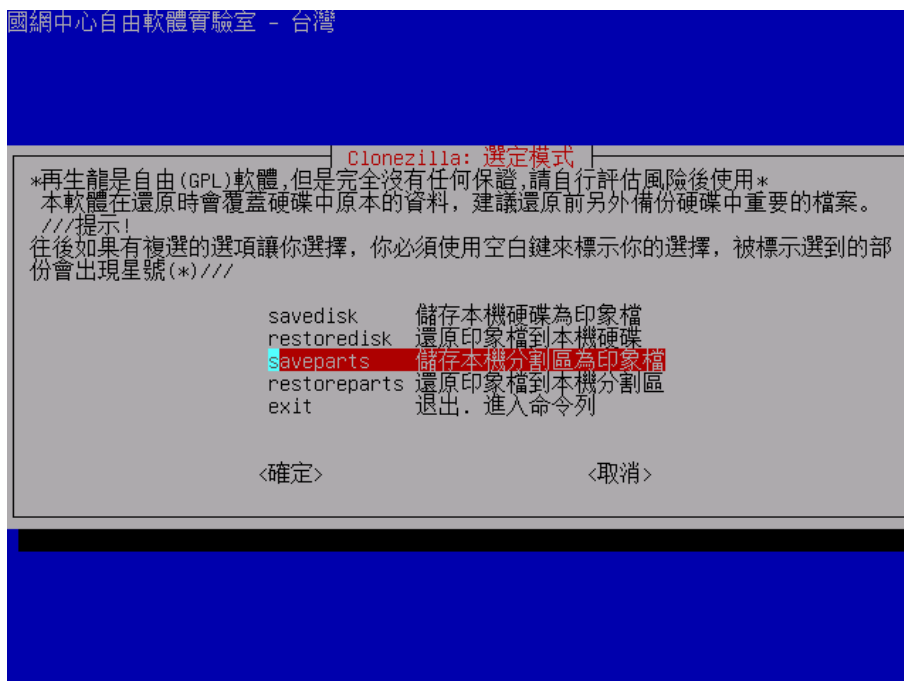 國網中心自由軟體實驗室 - 台灣
Clonezilla: 選定模式
*再生龍是自由(GPL)軟體,但是完全沒有任何保證,請自行評估風險後使用*
本軟體在還原時會覆蓋硬碟中原本的資料, 建議還原前另外備份硬碟中重要的檔案。
///提示!
往後如果有複選的選項讓你選擇, 你必須使用空白鍵來標示你的選擇, 被標示選到的部
份會出現星號(*)///
savedisk 儲存本機硬碟為印象檔
restoredisk 還原印象檔到本機硬碟
saveparts 儲存本機分割區為印象檔
restoreparts 還原印象檔到本機分割區
exit 退出. 進入命令列
<確定> <取消>